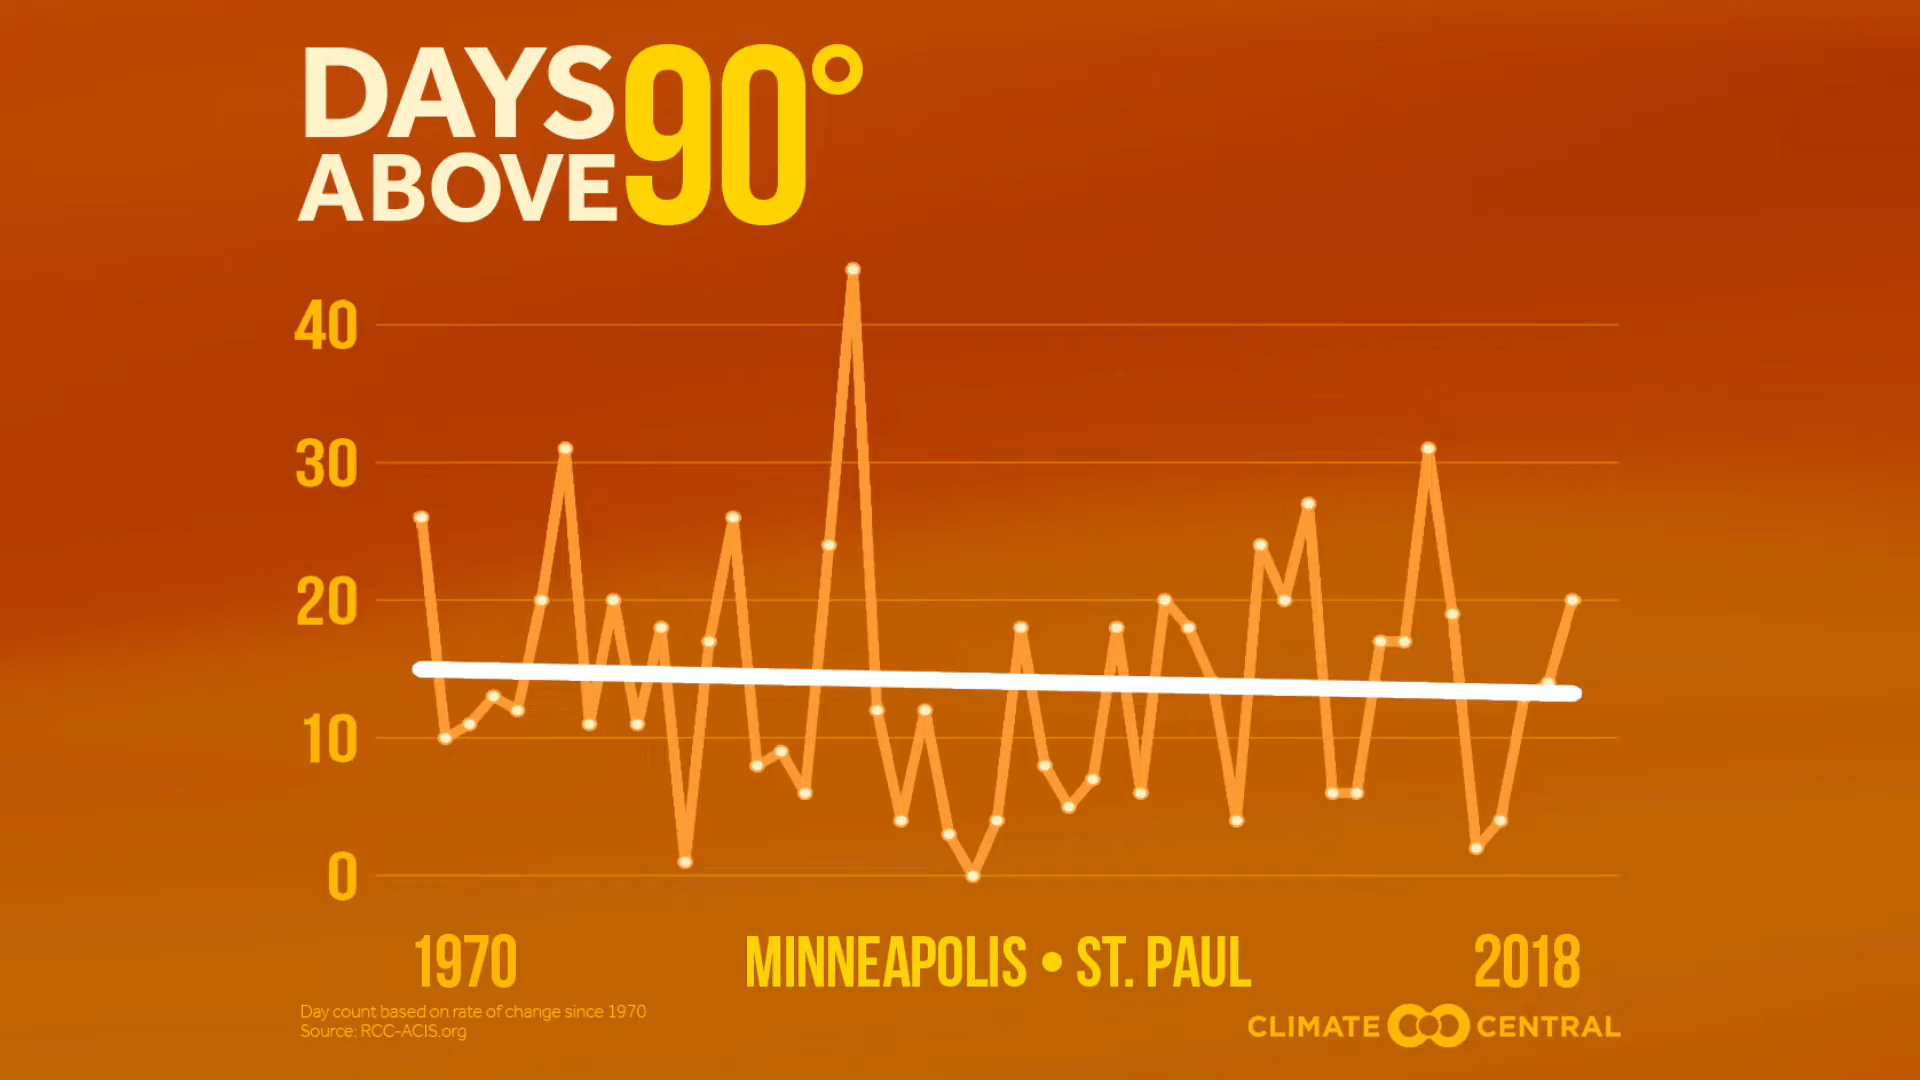 DAYS
ABOVE 90°
40
30
20
10
0
1970 MINNEAPOLIS • ST. PAUL 2018
Day count based on rate of change since 1970
Source: RCC-ACIS.org
CLIMATE CENTRAL